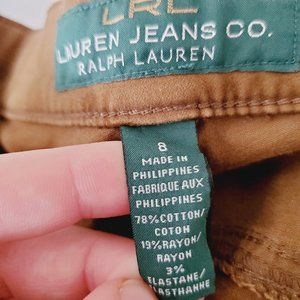 LRL
LAUREN JEANS CO.
RALPH LAUREN
8
MADE IN
PHILIPPINES
FABRIQUE AUX
PHILIPPINES
78% COTTON/
COTON
19% RAYON/
RAYON
3%
ELASTANE/
ELASTHANNE